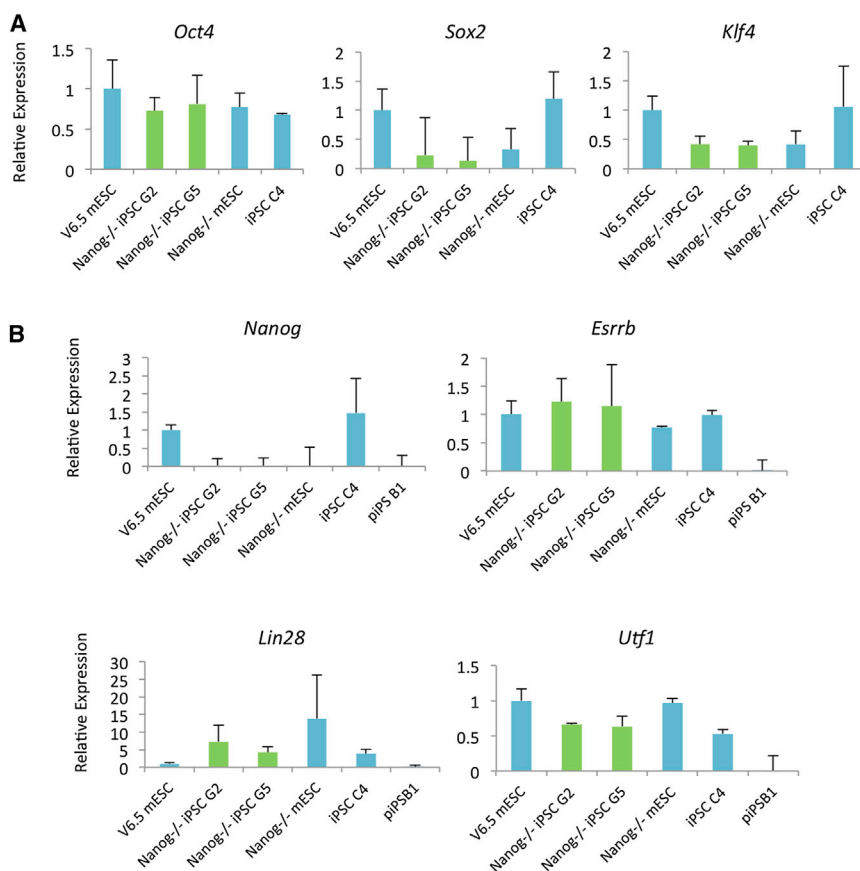 A
Oct4
Sox2
Klf4
Relative Expression
1.5
1
0.5
0
2
1.5
1
0.5
0
2
1.5
1
0.5
0
V6.5 mESC
Nanog-/- iPSC G2
Nanog-/- iPSC G5
Nanog-/- mESC
iPSC C4
V6.5 mESC
Nanog-/- iPSC G2
Nanog-/- iPSC G5
Nanog-/- mESC
iPSC C4
V6.5 mESC
Nanog-/- iPSC G2
Nanog-/- iPSC G5
Nanog-/- mESC
iPSC C4
B
Nanog
Esrrb
Relative Expression
3
2.5
2
1.5
1
0.5
0
2
1.5
1
0.5
0
V6.5 mESC
Nanog-/- iPSC G2
Nanog-/- iPSC G5
Nanog-/- mESC
iPSC C4
piPS B1
V6.5 mESC
Nanog-/- iPSC G2
Nanog-/- iPSC G5
Nanog-/- mESC
iPSC C4
piPS B1
Lin28
Utf1
Relative Expression
30
25
20
15
10
5
0
1.5
1
0.5
0
V6.5 mESC
Nanog-/- iPSC G2
Nanog-/- iPSC G5
Nanog-/- mESC
iPSC C4
piPSB1
V6.5 mESC
Nanog-/- iPSC G2
Nanog-/- iPSC G5
Nanog-/- mESC
iPSC C4
piPSB1